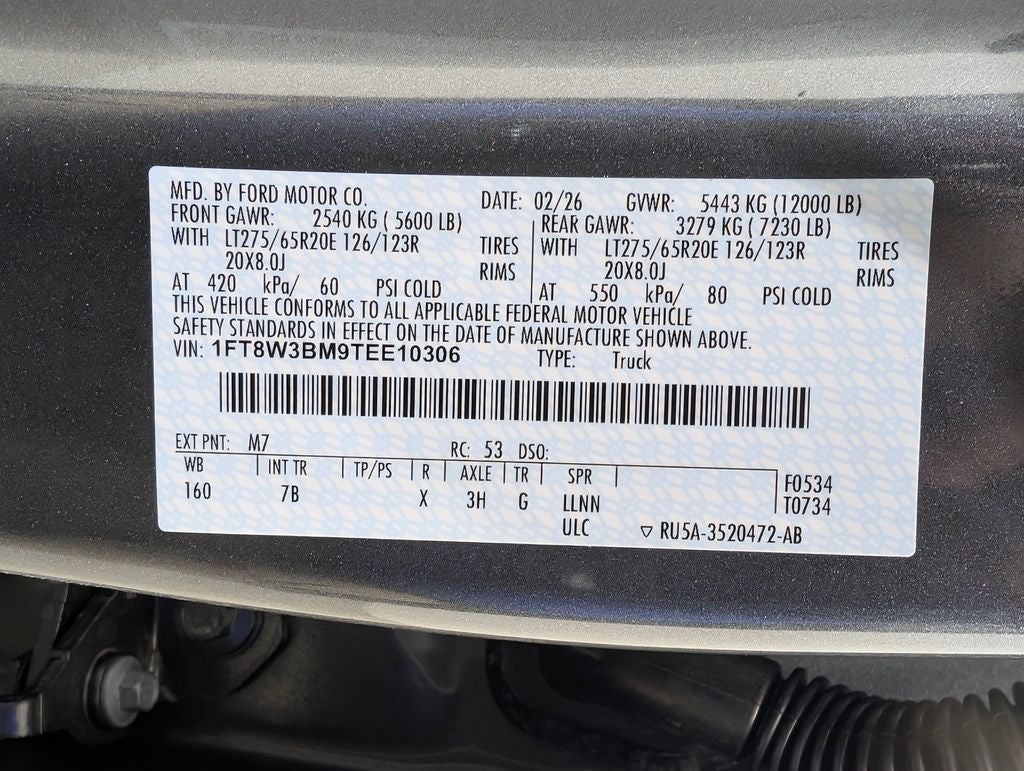 MFD. BY FORD MOTOR CO. DATE: 02/26 GVWR: 5443 KG (12000 LB)
FRONT GAWR: 2540 KG ( 5600 LB) REAR GAWR: 3279 KG ( 7230 LB)
WITH LT275/65R20E 126/123R TIRES WITH LT275/65R20E 126/123R TIRES
20X8.0J RIMS 20X8.0J RIMS
AT 420 kPa/ 60 PSI COLD AT 550 kPa/ 80 PSI COLD
THIS VEHICLE CONFORMS TO ALL APPLICABLE FEDERAL MOTOR VEHICLE
SAFETY STANDARDS IN EFFECT ON THE DATE OF MANUFACTURE SHOWN ABOVE.
VIN: 1FT8W3BM9TEE10306 TYPE: Truck
EXT PNT: M7 RC: 53 DSO:
WB INT TR TP/PS R AXLE TR SPR F0534
160 7B X 3H G LLNN T0734
ULC ▽ RU5A-3520472-AB